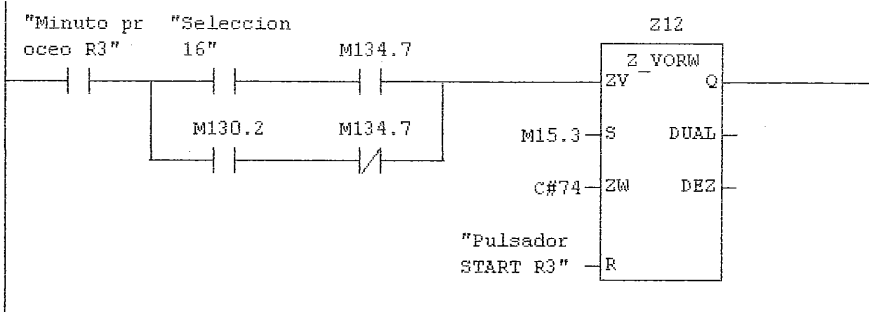 "Minuto pr
oceo R3"
"Seleccion
16"
M134.7
M130.2
M134.7
Z12
Z_VORW
ZV
Q
M15.3
S
DUAL
C#74
ZW
DEZ
"Pulsador
START R3"
R